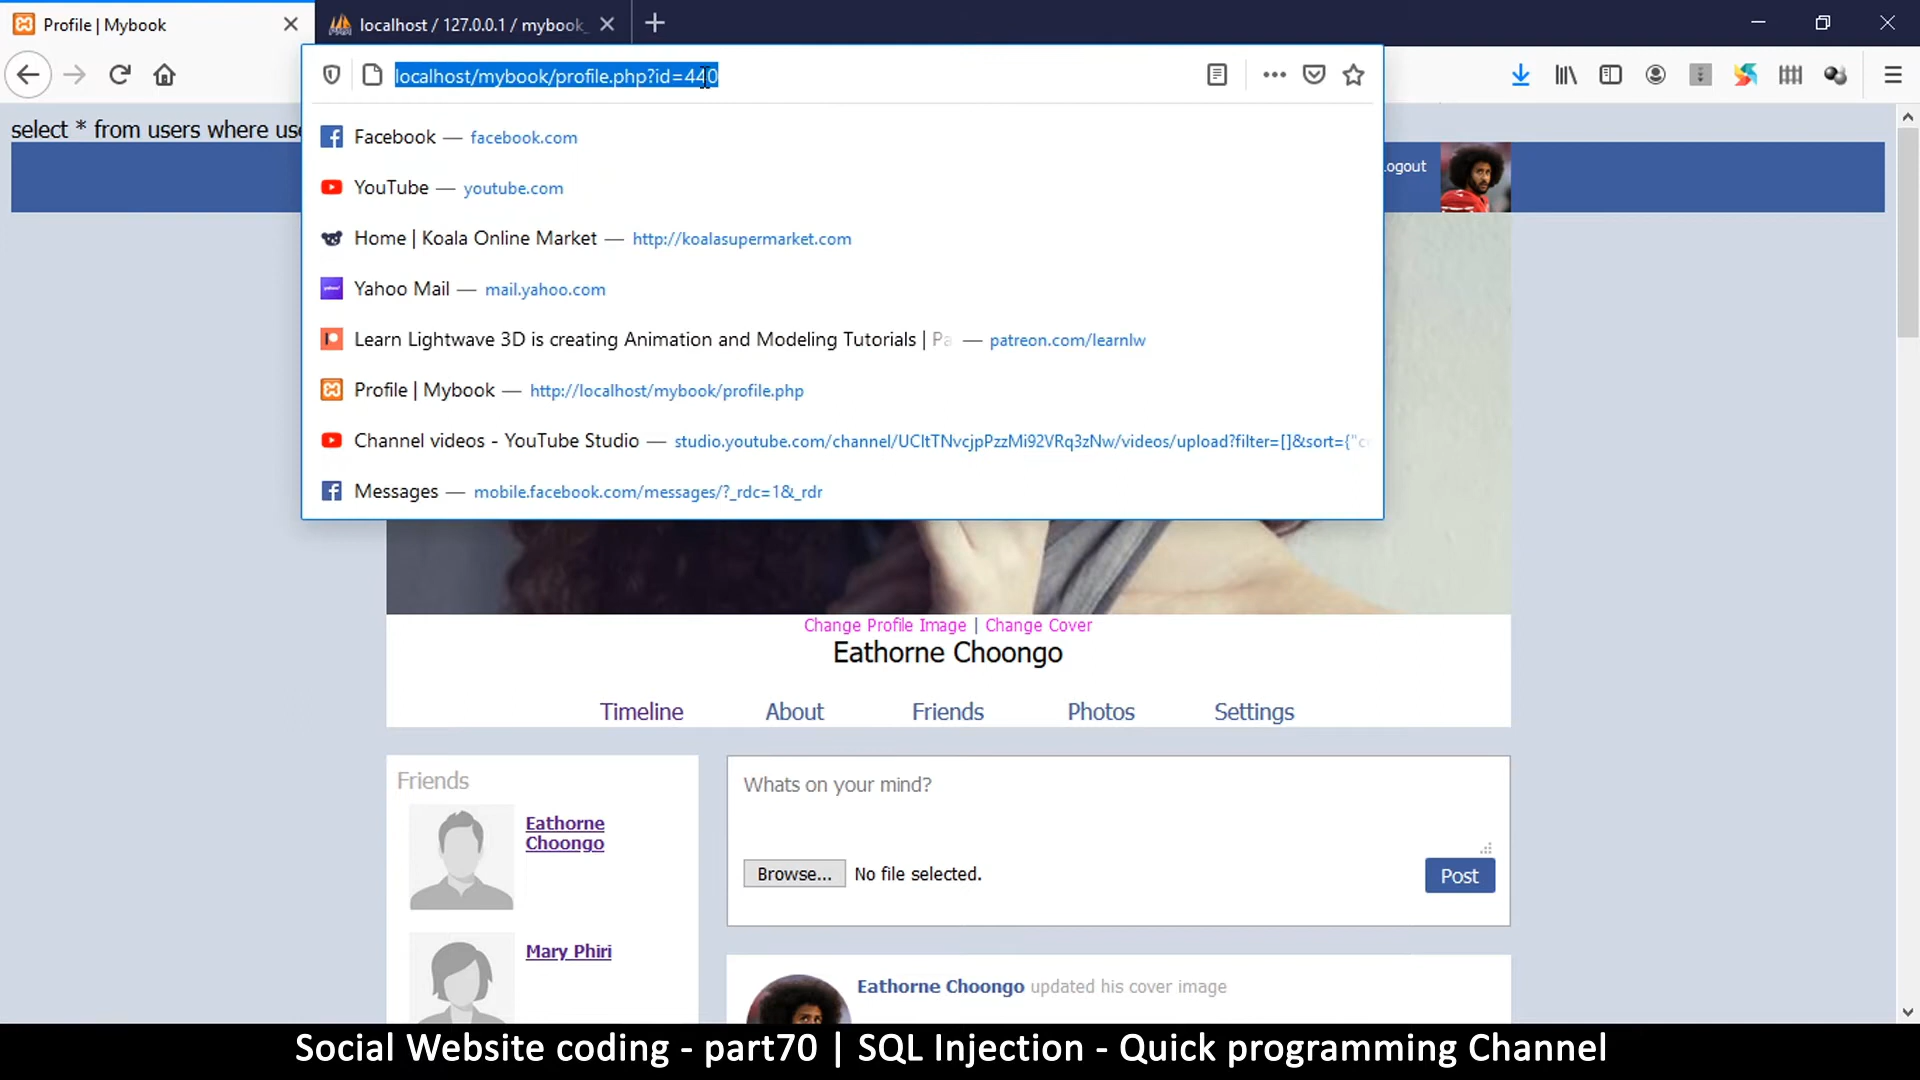 Profile | Mybook
localhost / 127.0.0.1 / mybook_
localhost/mybook/profile.php?id=440
select * from users where use
Facebook — facebook.com
YouTube — youtube.com
Home | Koala Online Market — http://koalasupermarket.com
Yahoo Mail — mail.yahoo.com
Learn Lightwave 3D is creating Animation and Modeling Tutorials | Pa — patreon.com/learnlw
Profile | Mybook — http://localhost/mybook/profile.php
Channel videos - YouTube Studio — studio.youtube.com/channel/UCItTNvcjpPzzMi92VRq3zNw/videos/upload?filter=[]&sort={"c
Messages — mobile.facebook.com/messages/?_rdc=1&_rdr
ogout
Change Profile Image | Change Cover
Eathorne Choongo
Timeline
About
Friends
Photos
Settings
Friends
Eathorne
Choongo
Mary Phiri
Whats on your mind?
Browse... No file selected.
Post
Eathorne Choongo updated his cover image
Social Website coding - part70 | SQL Injection - Quick programming Channel